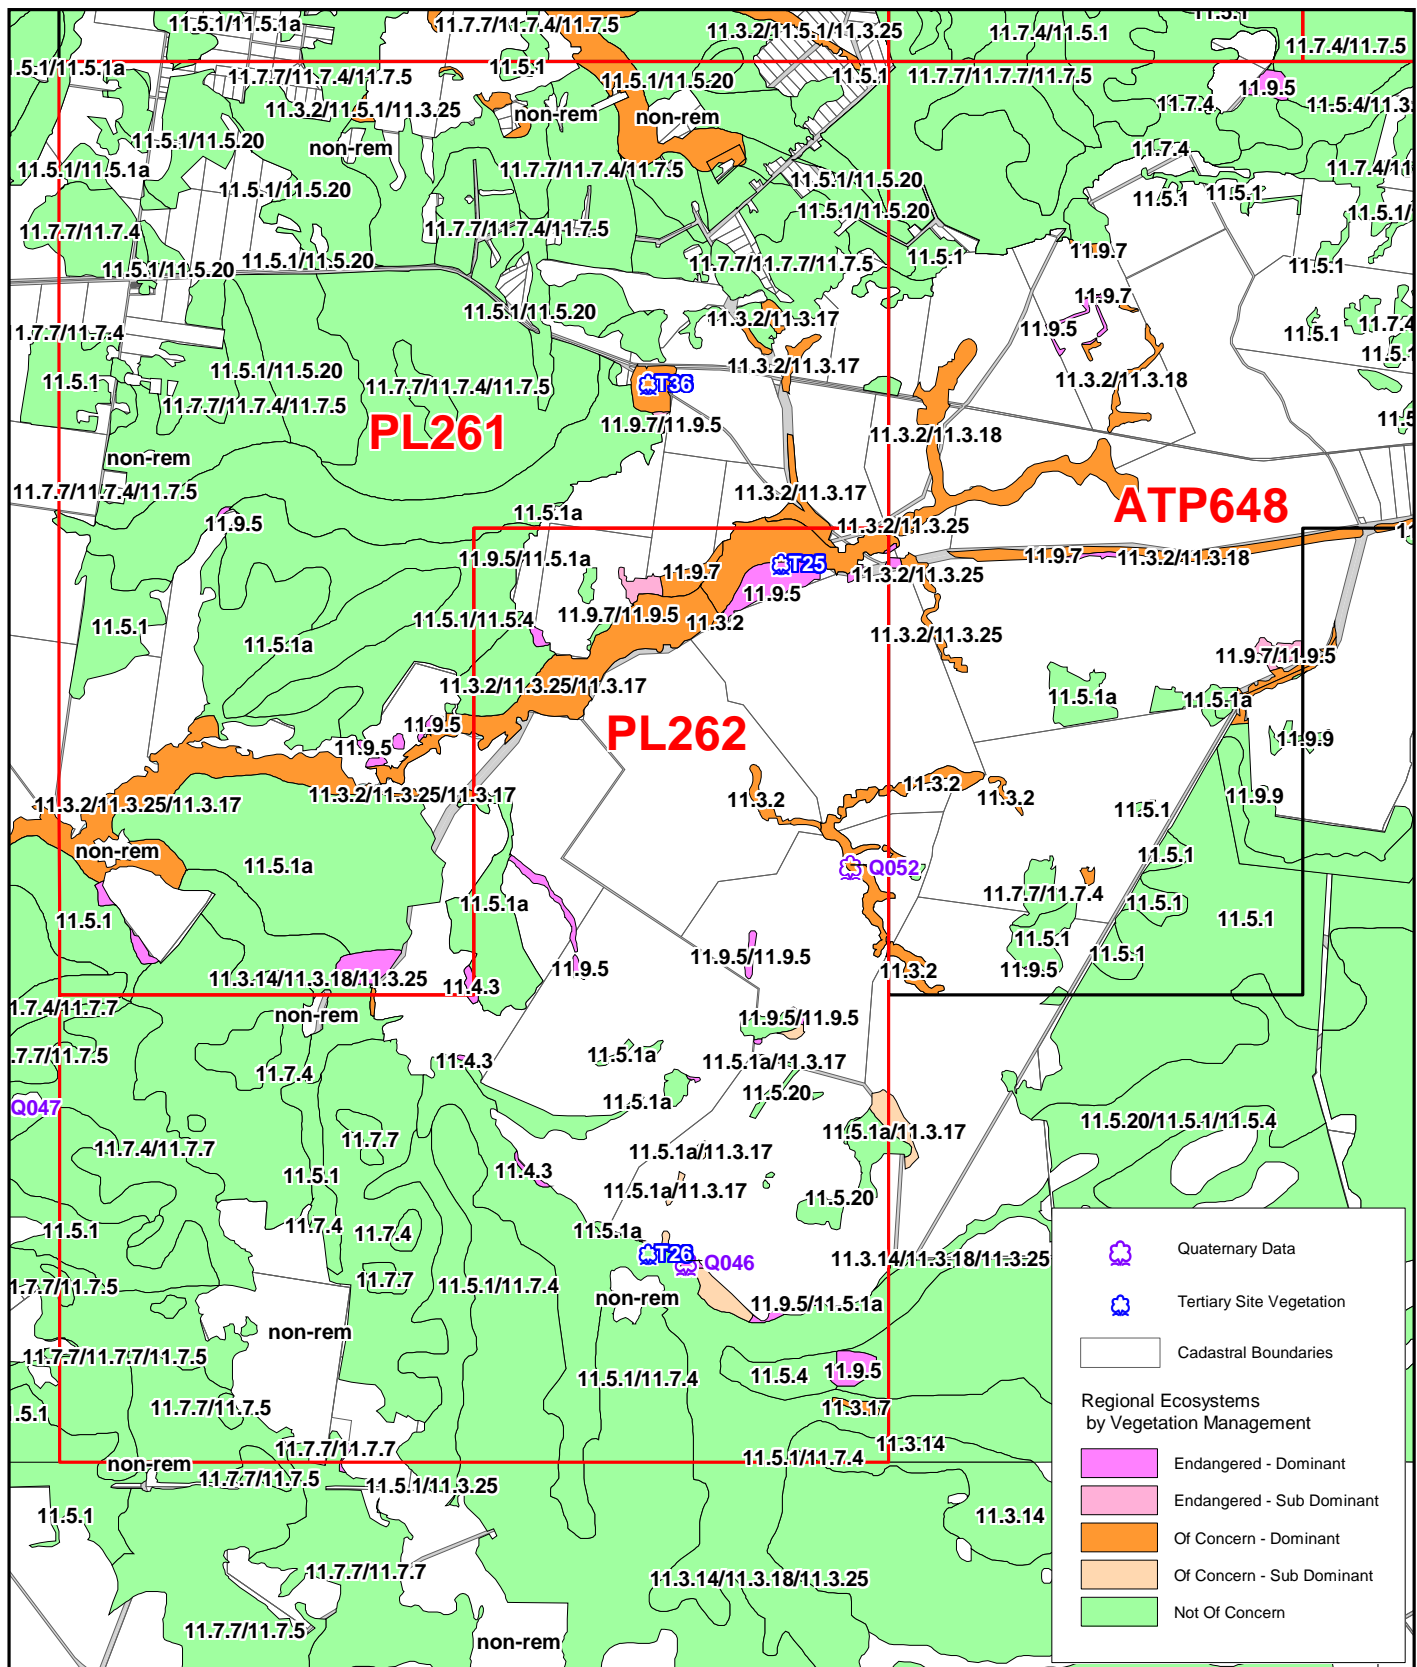 11.5.1/11.5.1a
11.7.7/11.7.4/11.7.5
11.3.2/11.5.1/11.3.25
11.5.1
11.7.4/11.5.1
11.7.4/11.7.5
11.5.1/11.5.1a
11.7.7/11.7.4/11.7.5
11.5.1
11.5.1/11.5.20
11.5.1
11.7.7/11.7.7/11.7.5
11.9.5
11.3.2/11.5.1/11.3.25
non-rem
non-rem
11.7.4
11.5.4/11.3
11.5.1/11.5.20
non-rem
11.7.4
11.5.1/11.5.1a
11.7.7/11.7.4/11.7.5
11.7.4/11
11.5.1/11.5.20
11.5.1/11.5.20
11.5.1
11.5.1
11.5.1/11.5.20
11.5.1/
11.7.7/11.7.4
11.7.7/11.7.4/11.7.5
11.5.1
11.9.7
11.5.1/11.5.20
11.5.1/11.5.20
11.7.7/11.7.7/11.7.5
11.5.1
11.9.7
11.5.1/11.5.20
11.3.2/11.3.17
11.9.5
11.5.1
11.7.4
11.7.7/11.7.4
11.5.1
11.5.1/11.5.20
11.3.2/11.3.17
11.5.1
11.7.7/11.7.4/11.7.5
T36
11.3.2/11.3.18
11.7.7/11.7.4/11.7.5
PL261
11.9.7/11.9.5
11.3.2/11.3.18
11.5
non-rem
11.7.7/11.7.4/11.7.5
11.3.2/11.3.17
ATP648
11.9.5
11.5.1a
11.3.2/11.3.25
11.9.5/11.5.1a
T25
11.9.7
11.3.2/11.3.18
11.9.7
11.3.2/11.3.25
11.9.5
11.5.1
11.5.1/11.5.4
11.9.7/11.9.5
11.3.2
11.3.2/11.3.25
11.5.1a
11.9.7/11.9.5
11.3.2/11.3.25/11.3.17
11.5.1a
11.5.1a
11.9.5
PL262
11.9.5
11.9.9
11.3.2/11.3.25/11.3.17
11.3.2/11.3.25/11.3.17
11.3.2
11.3.2
11.3.2
11.9.9
11.5.1
non-rem
11.5.1a
Q052
11.5.1
11.5.1
11.5.1a
11.7.7/11.7.4
11.5.1
11.5.1
11.5.1
11.3.14/11.3.18/11.3.25
11.4.3
11.9.5
11.9.5/11.9.5
11.3.2
11.9.5
11.5.1
1.7.4/11.7.7
non-rem
11.9.5/11.9.5
.7.7/11.7.5
11.7.4
11.4.3
11.5.1a
11.5.1a/11.3.17
Q047
11.5.1a
11.5.20
11.5.20/11.5.1/11.5.4
11.7.4/11.7.7
11.7.7
11.5.1a/11.3.17
11.5.1
11.4.3
11.5.1a/11.3.17
11.5.1a/11.3.17
11.5.20
11.5.1
11.7.4
11.7.4
11.5.1a
T26
Q046
11.3.14/11.3.18/11.3.25
1.7.7/11.7.5
11.7.7
11.5.1/11.7.4
non-rem
11.9.5/11.5.1a
non-rem
11.7.7/11.7.7/11.7.5
11.5.1/11.7.4
11.5.4
11.9.5
.5.1
11.7.7/11.7.5
11.3.17
11.7.7/11.7.7
11.3.14
non-rem
11.7.7/11.7.5
11.5.1/11.3.25
11.5.1/11.7.4
11.5.1
11.3.14
11.7.7/11.7.7
11.3.14/11.3.18/11.3.25
11.7.7/11.7.5
non-rem
Quaternary Data
Tertiary Site Vegetation
Cadastral Boundaries
Regional Ecosystems
by Vegetation Management
Endangered - Dominant
Endangered - Sub Dominant
Of Concern - Dominant
Of Concern - Sub Dominant
Not Of Concern